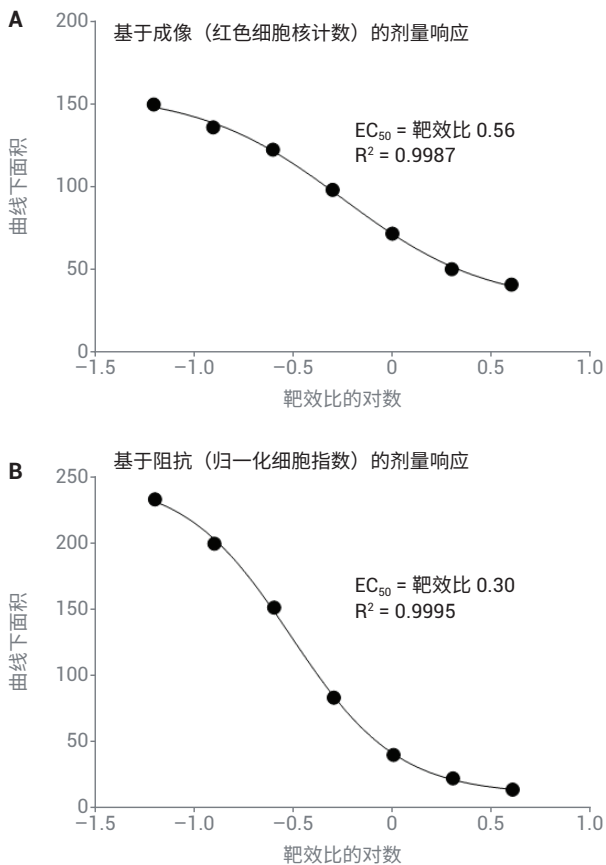 A
基于成像（红色细胞核计数）的剂量响应
200
150
100
50
0
曲线下面积
EC₅₀ = 靶效比 0.56
R² = 0.9987
−1.5 −1.0 −0.5 0 0.5 1.0
靶效比的对数
B
基于阻抗（归一化细胞指数）的剂量响应
250
200
150
100
50
0
曲线下面积
EC₅₀ = 靶效比 0.30
R² = 0.9995
−1.5 −1.0 −0.5 0 0.5 1.0
靶效比的对数